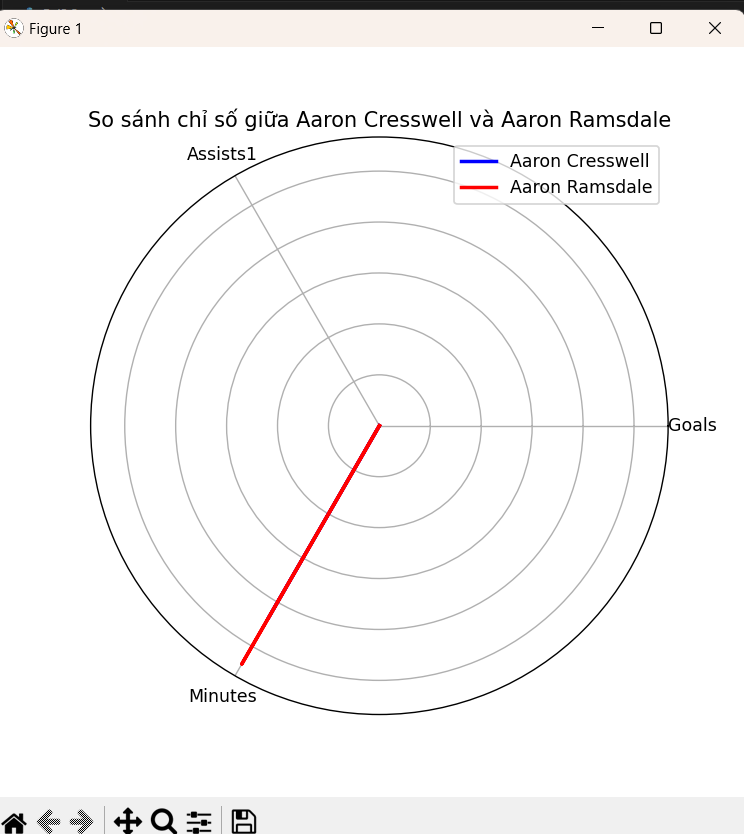 Figure 1
So sánh chỉ số giữa Aaron Cresswell và Aaron Ramsdale
Assists1
Aaron Cresswell
Aaron Ramsdale
Goals
Minutes